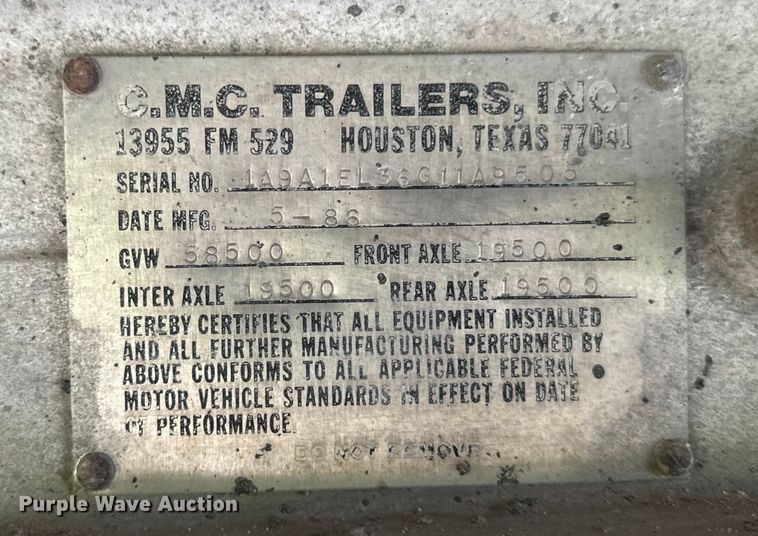 C.M.C. TRAILERS, INC.
13955 FM 529 HOUSTON, TEXAS 77041
SERIAL NO. 1A9A1FL36G11A9505
DATE MFG. 5-86
GVW 58500 FRONT AXLE 19500
INTER AXLE 19500 REAR AXLE 19500
HEREBY CERTIFIES THAT ALL EQUIPMENT INSTALLED
AND ALL FURTHER MANUFACTURING PERFORMED BY
ABOVE CONFORMS TO ALL APPLICABLE FEDERAL
MOTOR VEHICLE STANDARDS IN EFFECT ON DATE
OF PERFORMANCE.
DO NOT REMOVE
Purple Wave Auction